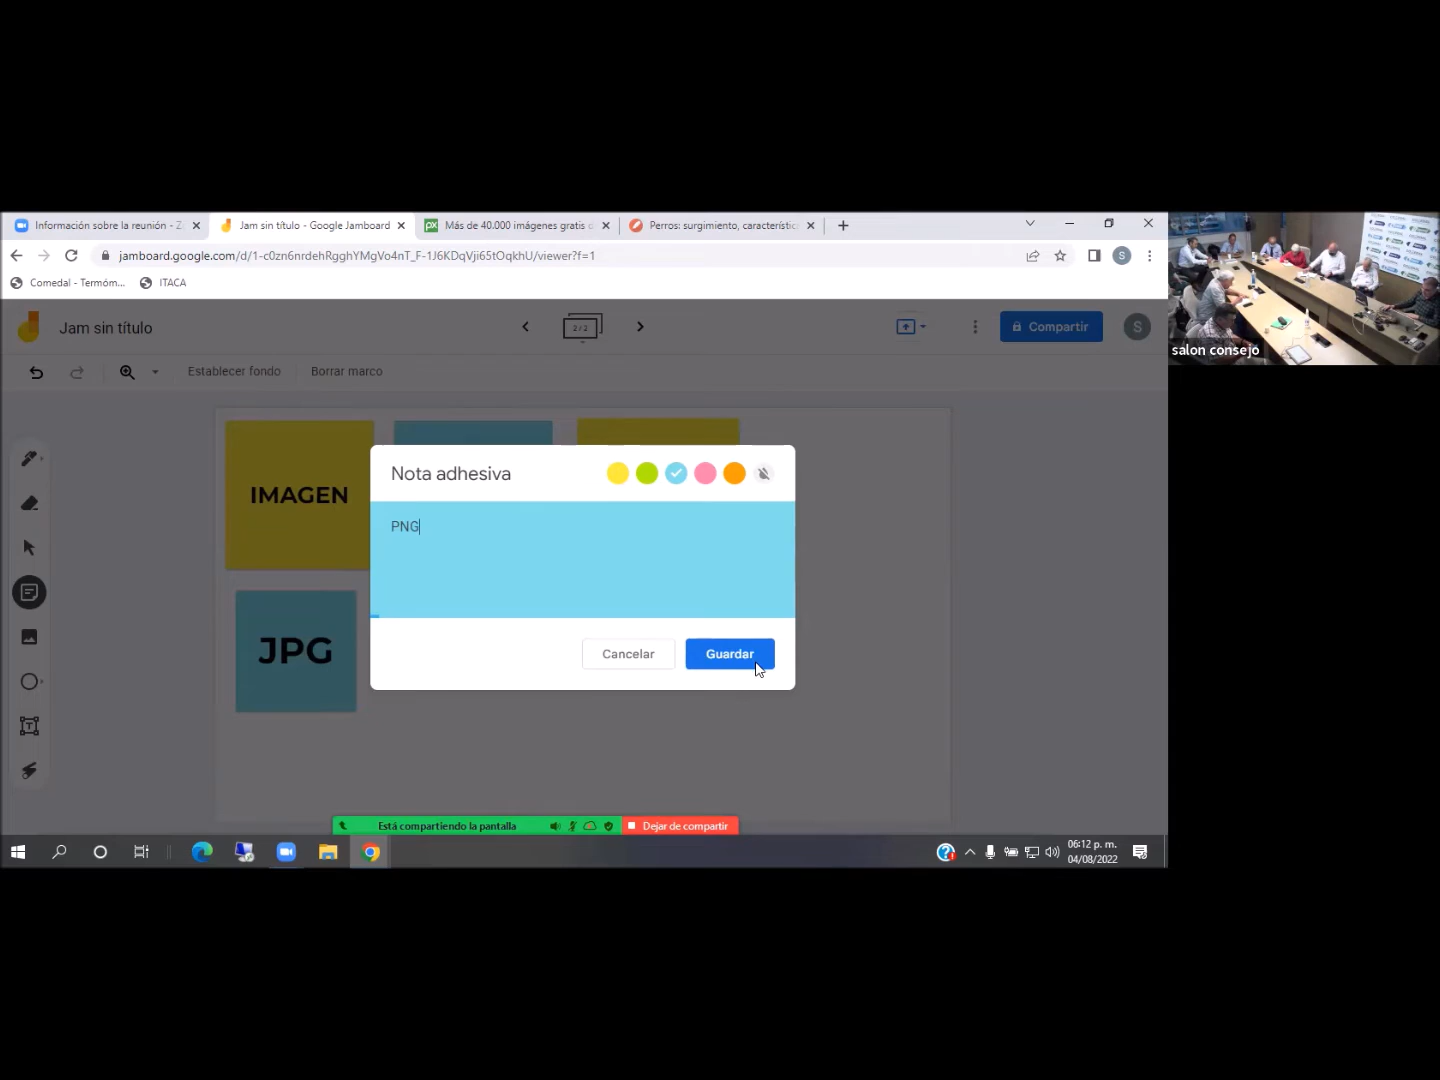 Información sobre la reunión - Z
Jam sin título - Google Jamboard
Más de 40.000 imágenes gratis d
Perros: surgimiento, característic
jamboard.google.com/d/1-c0zn6nrdehRgghYMgVo4nT_F-1J6KDqVji65tOqkhU/viewer?f=1
S
Comedal - Termóm...
ITACA
Jam sin título
2 / 2
Compartir
S
Establecer fondo
Borrar marco
salon consejo
IMAGEN
Nota adhesiva
PNG
JPG
Cancelar
Guardar
Está compartiendo la pantalla
Dejar de compartir
06:12 p. m.
04/08/2022